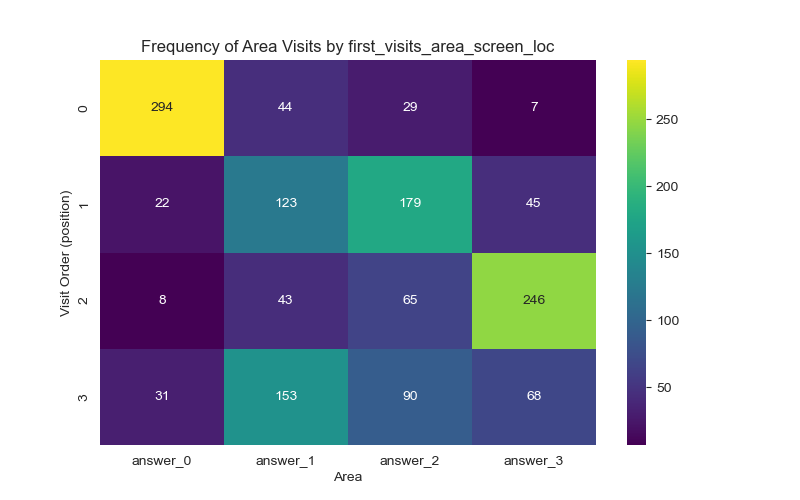 Frequency of Area Visits by first_visits_area_screen_loc
Visit Order (position)
0
294 44 29 7
1
22 123 179 45
2
8 43 65 246
3
31 153 90 68
answer_0 answer_1 answer_2 answer_3
Area
250
200
150
100
50